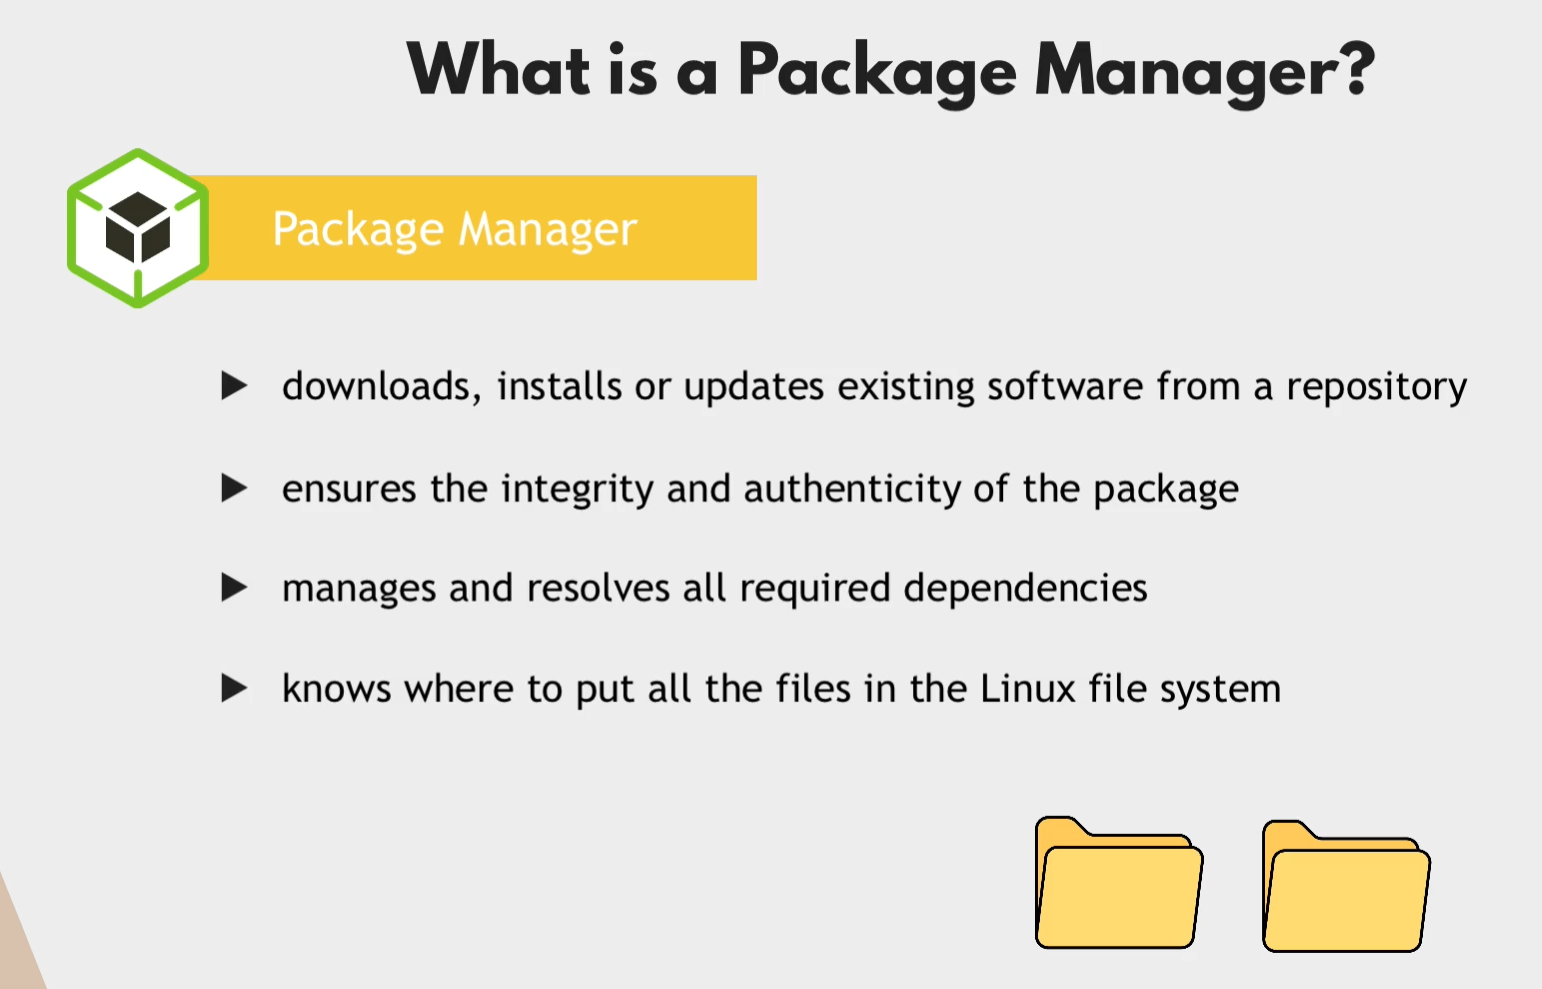 What is a Package Manager?
Package Manager
downloads, installs or updates existing software from a repository
ensures the integrity and authenticity of the package
manages and resolves all required dependencies
knows where to put all the files in the Linux file system